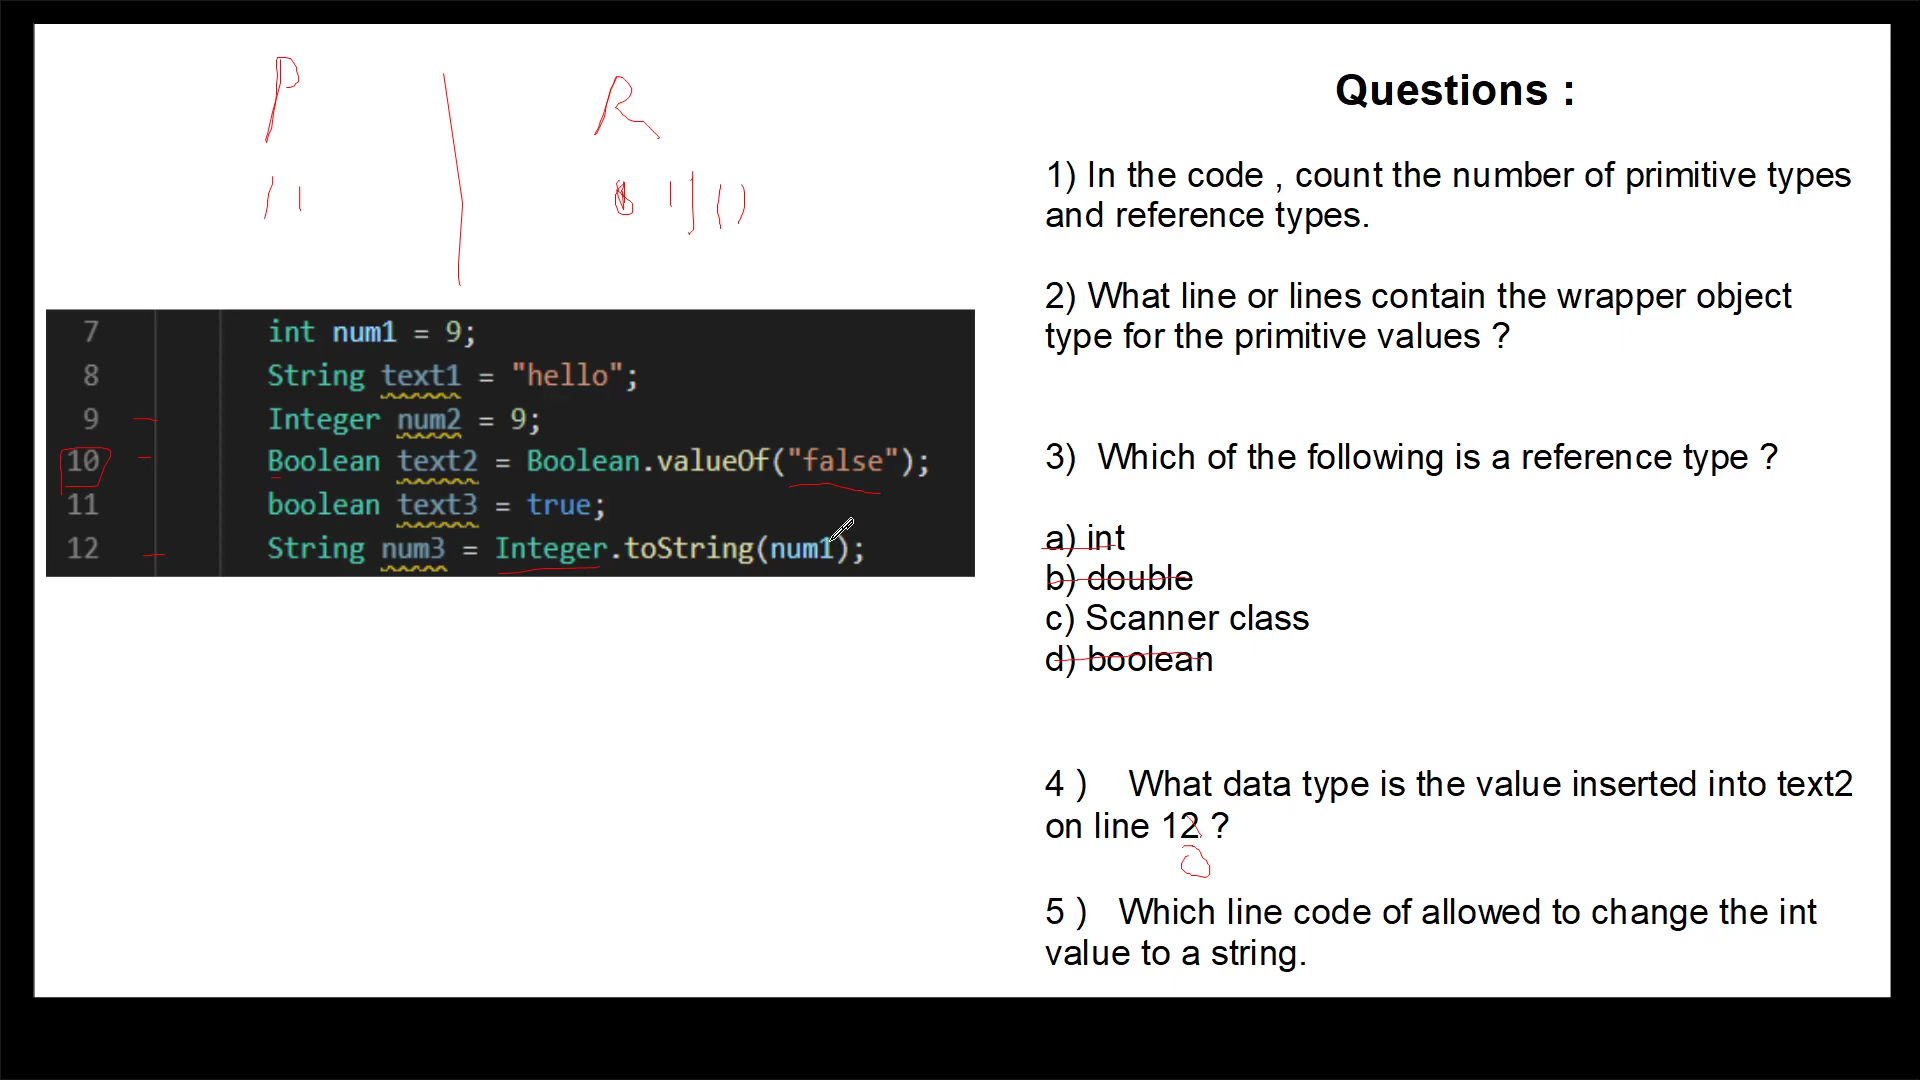 P
R
7 int num1 = 9;
8 String text1 = "hello";
9 Integer num2 = 9;
10 Boolean text2 = Boolean.valueOf("false");
11 boolean text3 = true;
12 String num3 = Integer.toString(num1);
Questions :
1) In the code , count the number of primitive types
and reference types.
2) What line or lines contain the wrapper object
type for the primitive values ?
3) Which of the following is a reference type ?
a) int
b) double
c) Scanner class
d) boolean
4 ) What data type is the value inserted into text2
on line 12 ?
0
5 ) Which line code of allowed to change the int
value to a string.